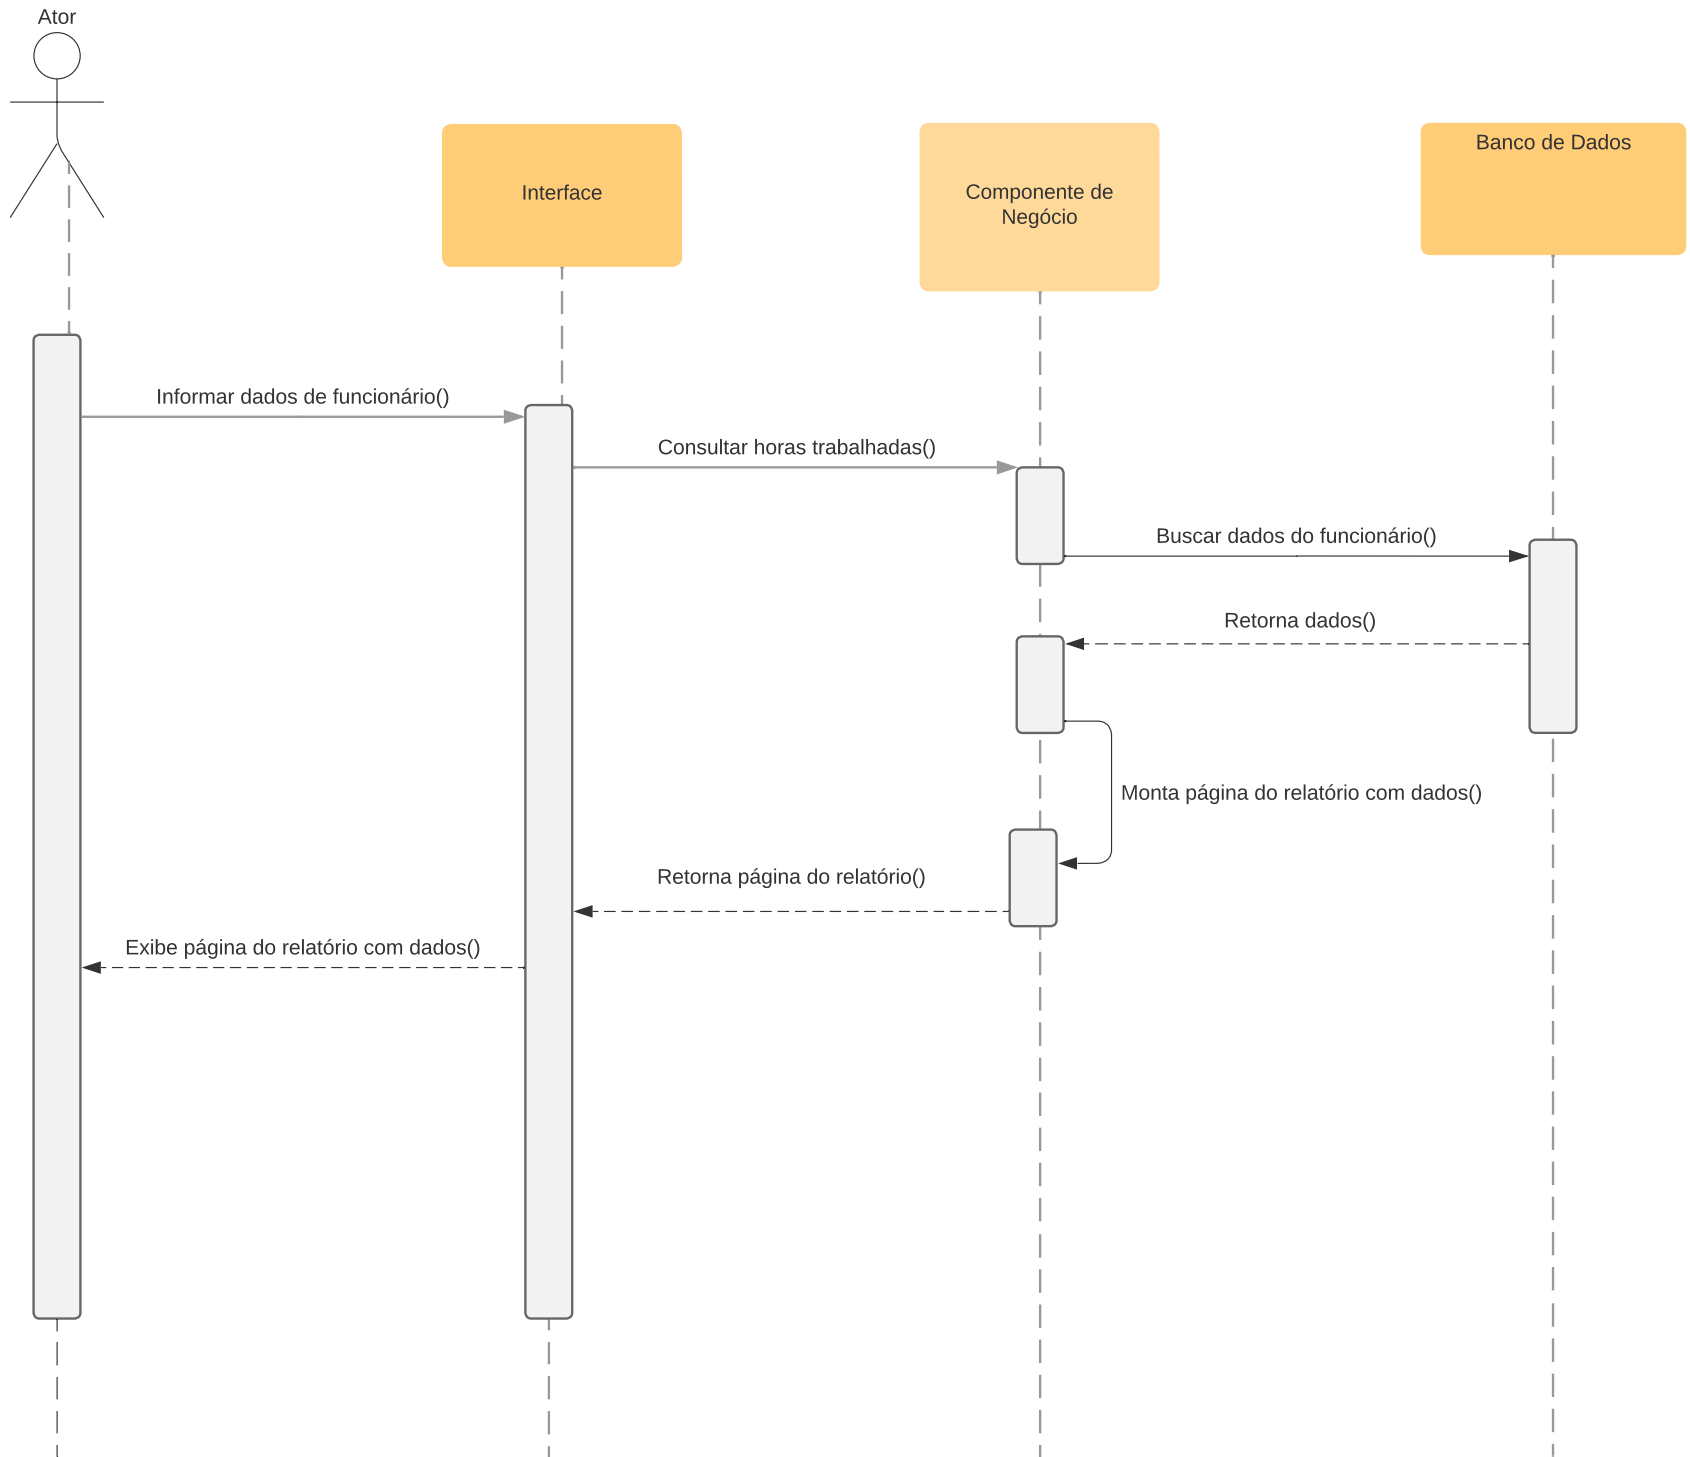 Ator
Interface
Componente de
Negócio
Banco de Dados
Informar dados de funcionário()
Consultar horas trabalhadas()
Buscar dados do funcionário()
Retorna dados()
Monta página do relatório com dados()
Retorna página do relatório()
Exibe página do relatório com dados()